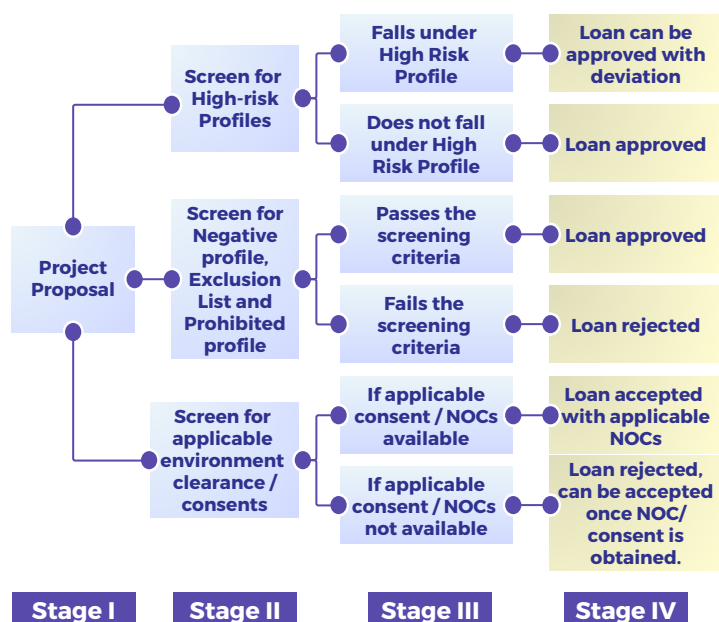 Project
Proposal
Screen for
High-risk
Profiles
Falls under
High Risk
Profile
Loan can be
approved with
deviation
Does not fall
under High
Risk Profile
Loan approved
Screen for
Negative
profile,
Exclusion
List and
Prohibited
profile
Passes the
screening
criteria
Loan approved
Fails the
screening
criteria
Loan rejected
Screen for
applicable
environment
clearance /
consents
If applicable
consent / NOCs
available
Loan accepted
with applicable
NOCs
If applicable
consent / NOCs
not available
Loan rejected,
can be accepted
once NOC/
consent is
obtained.
Stage I
Stage II
Stage III
Stage IV